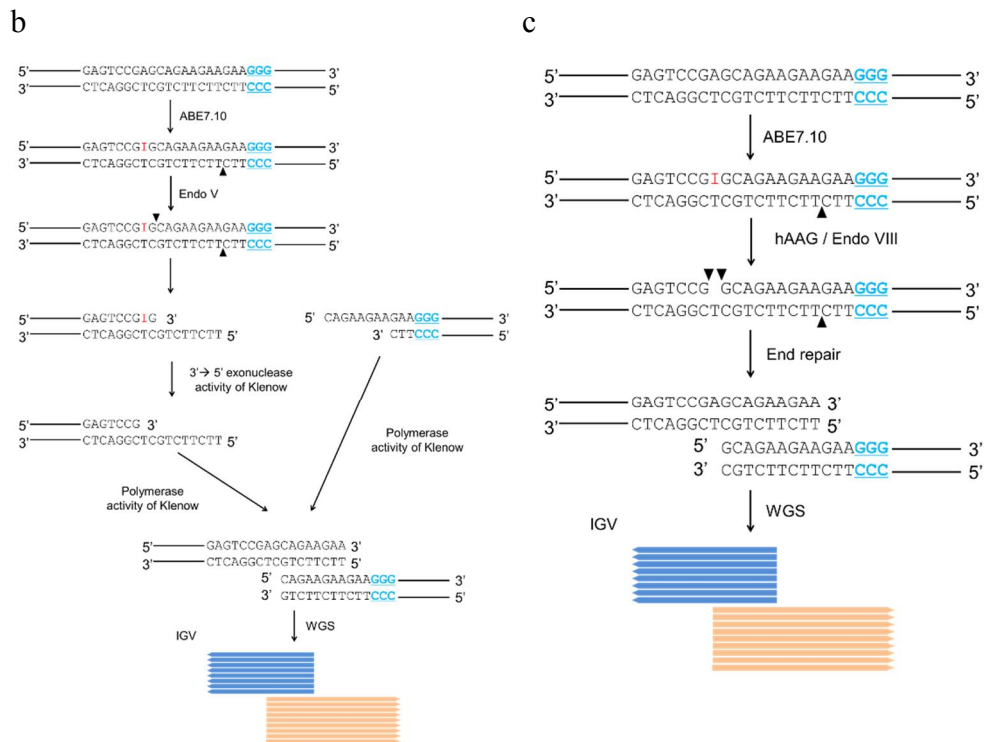 b
5’ GAGTCCGAGCAGAAGAAGAAGGG 3’
3’ CTCAGGCTCGTCTTCTTCTTCCC 5’
ABE7.10
5’ GAGTCCGIGCAGAAGAAGAAGGG 3’
3’ CTCAGGCTCGTCTTCTTCTTCCC 5’
Endo V
5’ GAGTCCGIGCAGAAGAAGAAGGG 3’
3’ CTCAGGCTCGTCTTCTTCTTCCC 5’
5’ GAGTCCGIG 3’
3’ CTCAGGCTCGTCTTCTT 5’
5’ CAGAAGAAGAAGGG 3’
3’ CTTCCC 5’
3’→ 5’ exonuclease
activity of Klenow
5’ GAGTCCG 3’
3’ CTCAGGCTCGTCTTCTT 5’
Polymerase
activity of Klenow
Polymerase
activity of Klenow
5’ GAGTCCGAGCAGAAGAA 3’
3’ CTCAGGCTCGTCTTCTT 5’
5’ CAGAAGAAGAAGGG 3’
3’ GTCTTCTTCTTCCC 5’
WGS
IGV
c
5’ GAGTCCGAGCAGAAGAAGAAGGG 3’
3’ CTCAGGCTCGTCTTCTTCTTCCC 5’
ABE7.10
5’ GAGTCCGIGCAGAAGAAGAAGGG 3’
3’ CTCAGGCTCGTCTTCTTCTTCCC 5’
hAAG / Endo VIII
5’ GAGTCCG GCAGAAGAAGAAGGG 3’
3’ CTCAGGCTCGTCTTCTTCTTCCC 5’
End repair
5’ GAGTCCGAGCAGAAGAA 3’
3’ CTCAGGCTCGTCTTCTT 5’
5’ GCAGAAGAAGAAGGG 3’
3’ CGTCTTCTTCTTCCC 5’
WGS
IGV